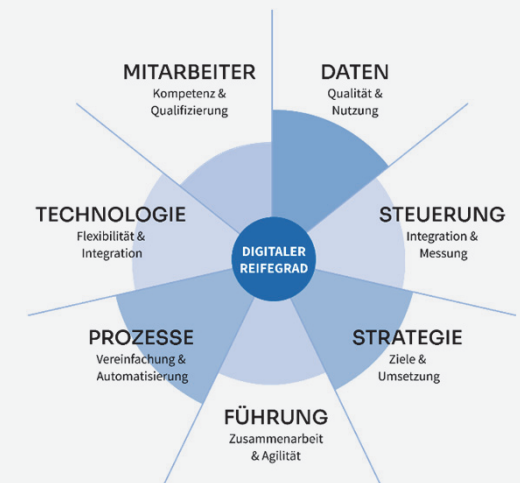 MITARBEITER
Kompetenz &
Qualifizierung
DATEN
Qualität &
Nutzung
TECHNOLOGIE
Flexibilität &
Integration
STEUERUNG
Integration &
Messung
DIGITALER
REIFEGRAD
PROZESSE
Vereinfachung &
Automatisierung
STRATEGIE
Ziele &
Umsetzung
FÜHRUNG
Zusammenarbeit
& Agilität